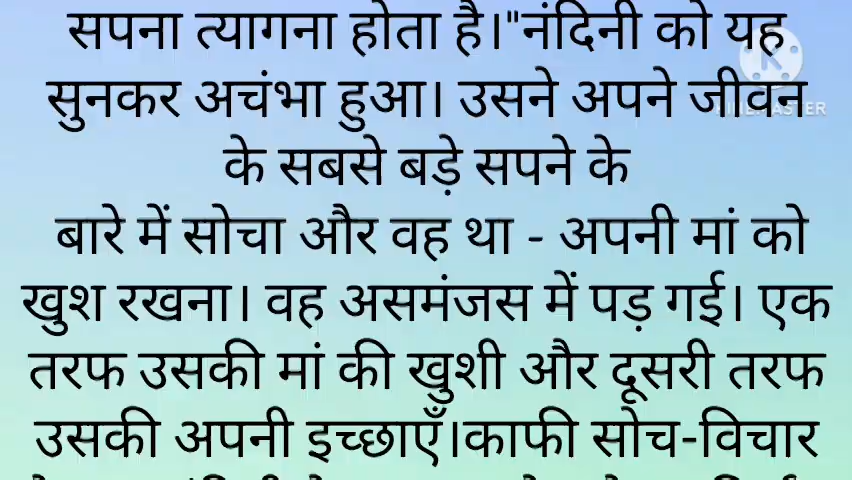 सपना त्यागना होता है।"नंदिनी को यह
सुनकर अचंभा हुआ। उसने अपने जीवन
के सबसे बड़े सपने के
बारे में सोचा और वह था - अपनी मां को
खुश रखना। वह असमंजस में पड़ गई। एक
तरफ उसकी मां की खुशी और दूसरी तरफ
उसकी अपनी इच्छाएँ।काफी सोच-विचार